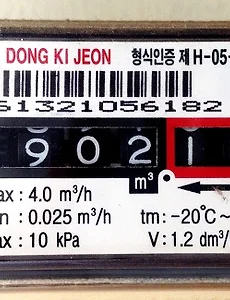 DONG KI JEON 형식인증 제 H-05-
61321056182
902 1
m³
ax : 4.0 m³/h
n : 0.025 m³/h tm: -20°C ~
ax : 10 kPa V: 1.2 dm³/